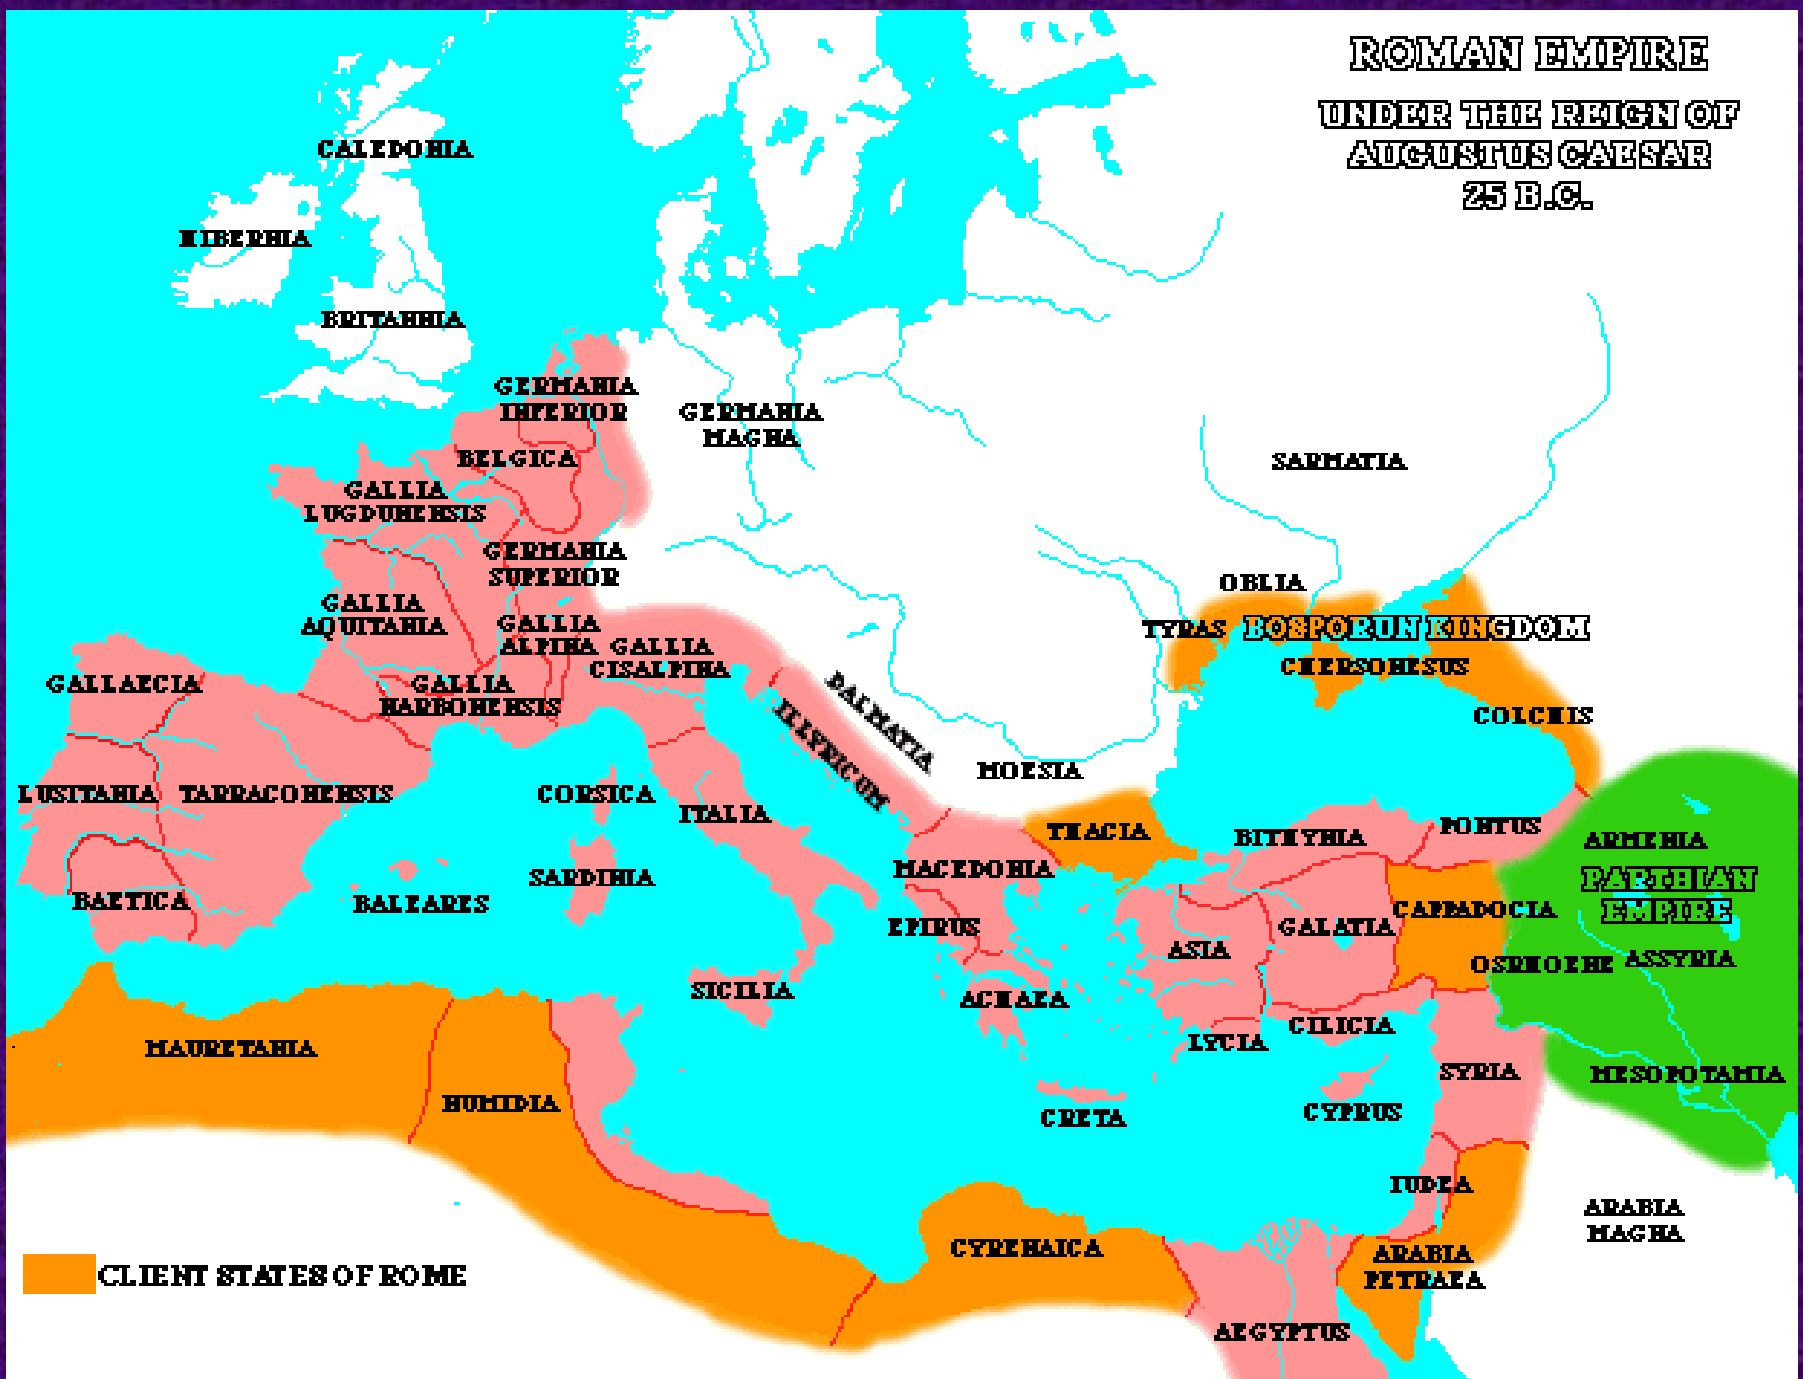 ROMAN EMPIRE
UNDER THE REIGN OF
AUGUSTUS CAESAR
25 B.C.
CALEDONIA
HIBERNIA
BRITANNIA
GERMANIA
INFERIOR
GERMANIA
MAGNA
BELGICA
SARMATIA
GALLIA
LUGDUNENSIS
GERMANIA
SUPERIOR
OBLIA
GALLIA
AQUITANIA
GALLIA
ALPINA
GALLIA
CISALPINA
TYRAS
BOSPORUN KINGDOM
CHERSONESUS
GALLAECIA
GALLIA
NARBONENSIS
DALMATIA
ILLYRICUM
COLCHIS
MOESIA
LUSITANIA
TARRACONENSIS
CORSICA
ITALIA
THACIA
BITHYNIA
PONTUS
ARMENIA
MACEDONIA
SARDINIA
PARTHIAN
EMPIRE
BAETICA
BALEARES
EPIRUS
GALATIA
CAPPADOCIA
ASIA
OSRHOENE
ASSYRIA
SICILIA
ACHAEA
CILICIA
LYCIA
MAURETANIA
SYRIA
MESOPOTAMIA
NUMIDIA
CRETA
CYPRUS
IUDEA
ARABIA
MAGNA
CYRENAICA
ARABIA
PETRAEA
CLIENT STATES OF ROME
AEGYPTUS